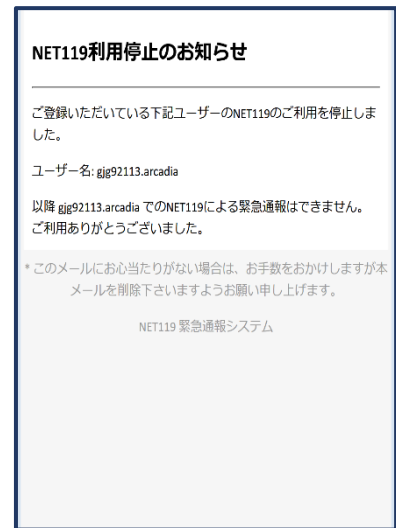 NET119利用停止のお知らせ
ご登録いただいている下記ユーザーのNET119のご利用を停止しま
した。
ユーザー名: gjg92113.arcadia
以降 gjg92113.arcadia でのNET119による緊急通報はできません。
ご利用ありがとうございました。
* このメールにお心当たりがない場合は、お手数をおかけしますが本
メールを削除下さいますようお願い申し上げます。
NET119 緊急通報システム